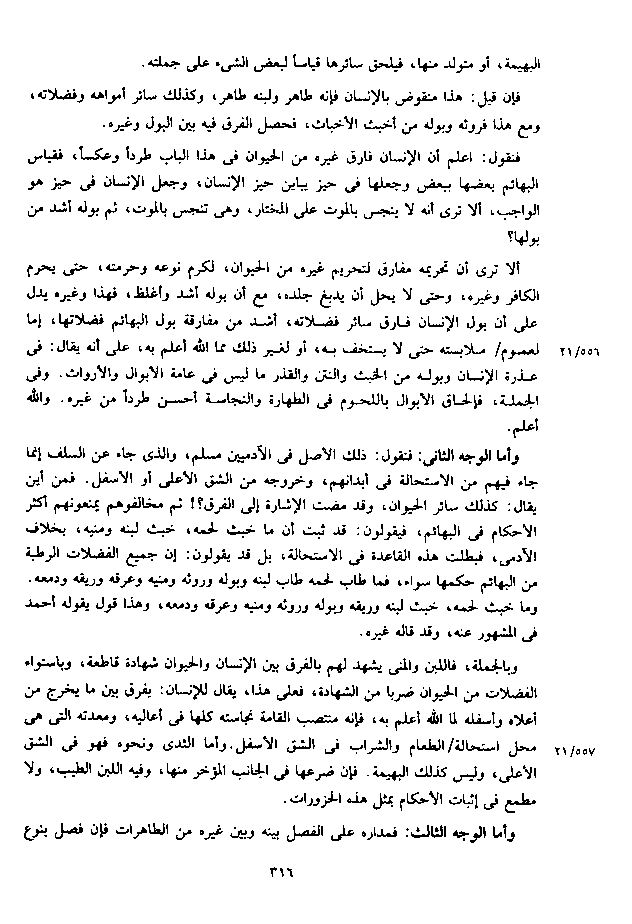 البهيمة، أو متولد منها، فيلحق سائرها قياساً لبعض الشىء على جملته.
فإن قيل: هذا منقوض بالإنسان فإنه طاهر ولبنه طاهر، وكذلك سائر أمواهه وفضلاته،
ومع هذا فروثه وبوله من أخبث الأخباث، فحصل الفرق فيه بين البول وغيره.
فنقول: اعلم أن الإنسان فارق غيره من الحيوان فى هذا الباب طرداً وعكساً، فقياس
البهائم بعضها ببعض وجعلها فى حيز يباين حيز الإنسان، وجعل الإنسان فى حيز هو
الواجب، ألا ترى أنه لا ينجس بالموت على المختار، وهى تنجس بالموت، ثم بوله أشد من
بولها؟
ألا ترى أن تحريمه مفارق لتحريم غيره من الحيوان، لكرم نوعه وحرمته، حتى يحرم
الكافر وغيره، وحتى لا يحل أن يدبغ جلده، مع أن بوله أشد وأغلظ، فهذا وغيره يدل
على أن بول الإنسان فارق سائر فضلاته، أشد من مفارقة بول البهائم فضلاتها، إما
لعموم/ ملابسته حتى لا يستخف به، أو لغير ذلك مما الله أعلم به، على أنه يقال: فى
٢١/٥٥٦
عذرة الإنسان وبوله من الخبث والنتن والقذر ما ليس فى عامة الأبوال والأرواث. وفى
الجملة، فإلحاق الأبوال باللحوم فى الطهارة والنجاسة أحسن طرداً من غيره. والله
أعلم.
وأما الوجه الثانى: فنقول: ذلك الأصل فى الآدميين مسلم، والذى جاء عن السلف إنما
جاء فيهم من الاستحالة فى أبدانهم، وخروجه من الشق الأعلى أو الأسفل. فمن أين
يقال: كذلك سائر الحيوان، وقد مضت الإشارة إلى الفرق؟! ثم مخالفوهم يمنعونهم أكثر
الأحكام فى البهائم، فيقولون: قد ثبت أن ما خبث لحمه، خبث لبنه ومنيه، بخلاف
الآدمى، فبطلت هذه القاعدة فى الاستحالة، بل قد يقولون: إن جميع الفضلات الرطبة
من البهائم حكمها سواء، فما طاب لحمه طاب لبنه وبوله وروثه ومنيه وعرقه وريقه ودمعه.
وما خبث لحمه، خبث لبنه وريقه وبوله وروثه ومنيه وعرقه ودمعه، وهذا قول يقوله أحمد
فى المشهور عنه، وقد قاله غيره.
وبالجملة، فاللبن والمنى يشهد لهم بالفرق بين الإنسان والحيوان شهادة قاطعة، وباستواء
الفضلات من الحيوان ضربا من الشهادة، فعلى هذا، يقال للإنسان: يفرق بين ما يخرج من
أعلاه وأسفله لما الله أعلم به، فإنه منتصب القامة نجاسته كلها فى أعاليه، ومعدته التى هى
محل استحالة/ الطعام والشراب فى الشق الأسفل. وأما الثدى ونحوه فهو فى الشق
٢١/٥٥٧
الأعلى، وليس كذلك البهيمة. فإن ضرعها فى الجانب المؤخر منها، وفيه اللبن الطيب، ولا
مطمع فى إثبات الأحكام بمثل هذه الحزورات.
وأما الوجه الثالث: فمداره على الفصل بينه وبين غيره من الطاهرات فإن فصل بنوع
٣١٦